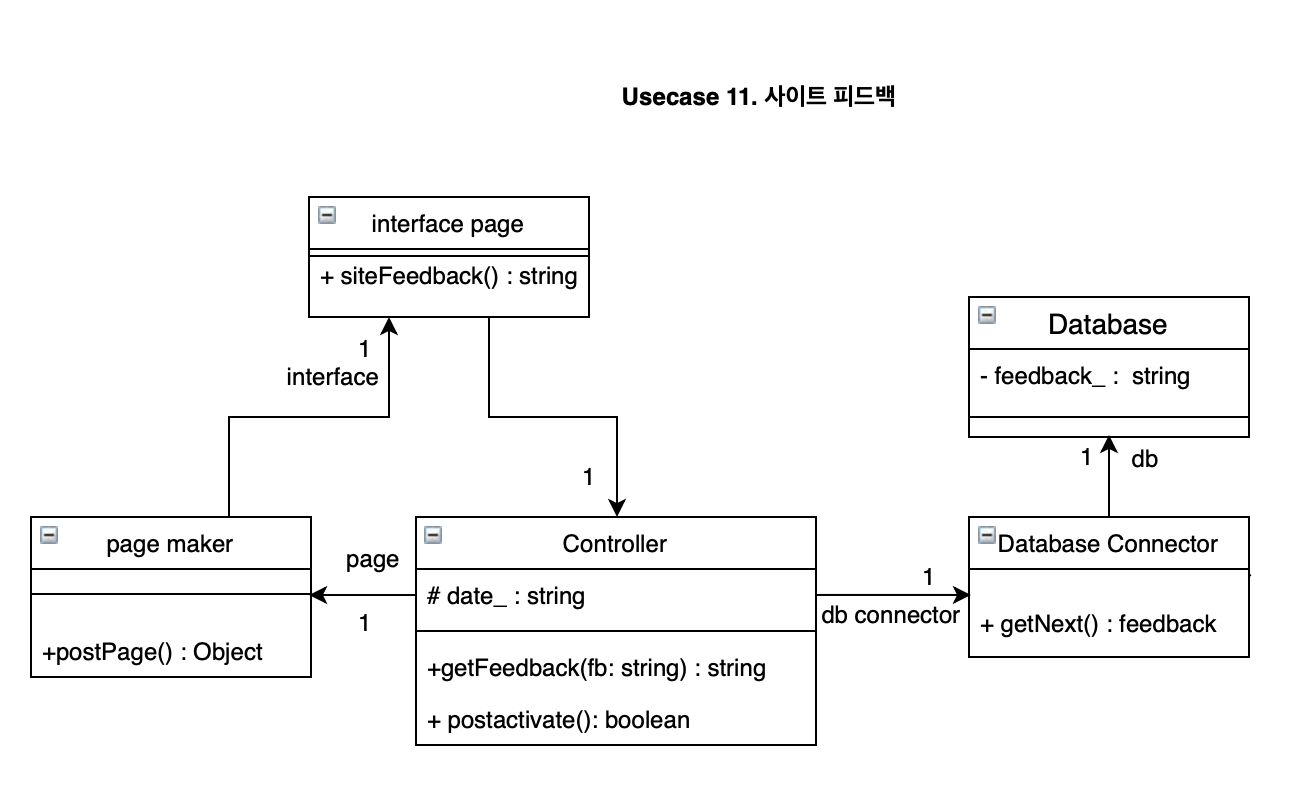 Usecase 11. 사이트 피드백
interface page
+ siteFeedback() : string
1
interface
1
Database
- feedback_ :  string
1
db
page maker
+postPage() : Object
page
1
Controller
# date_ : string
+getFeedback(fb: string) : string
+ postactivate(): boolean
1
db connector
Database Connector
+ getNext() : feedback